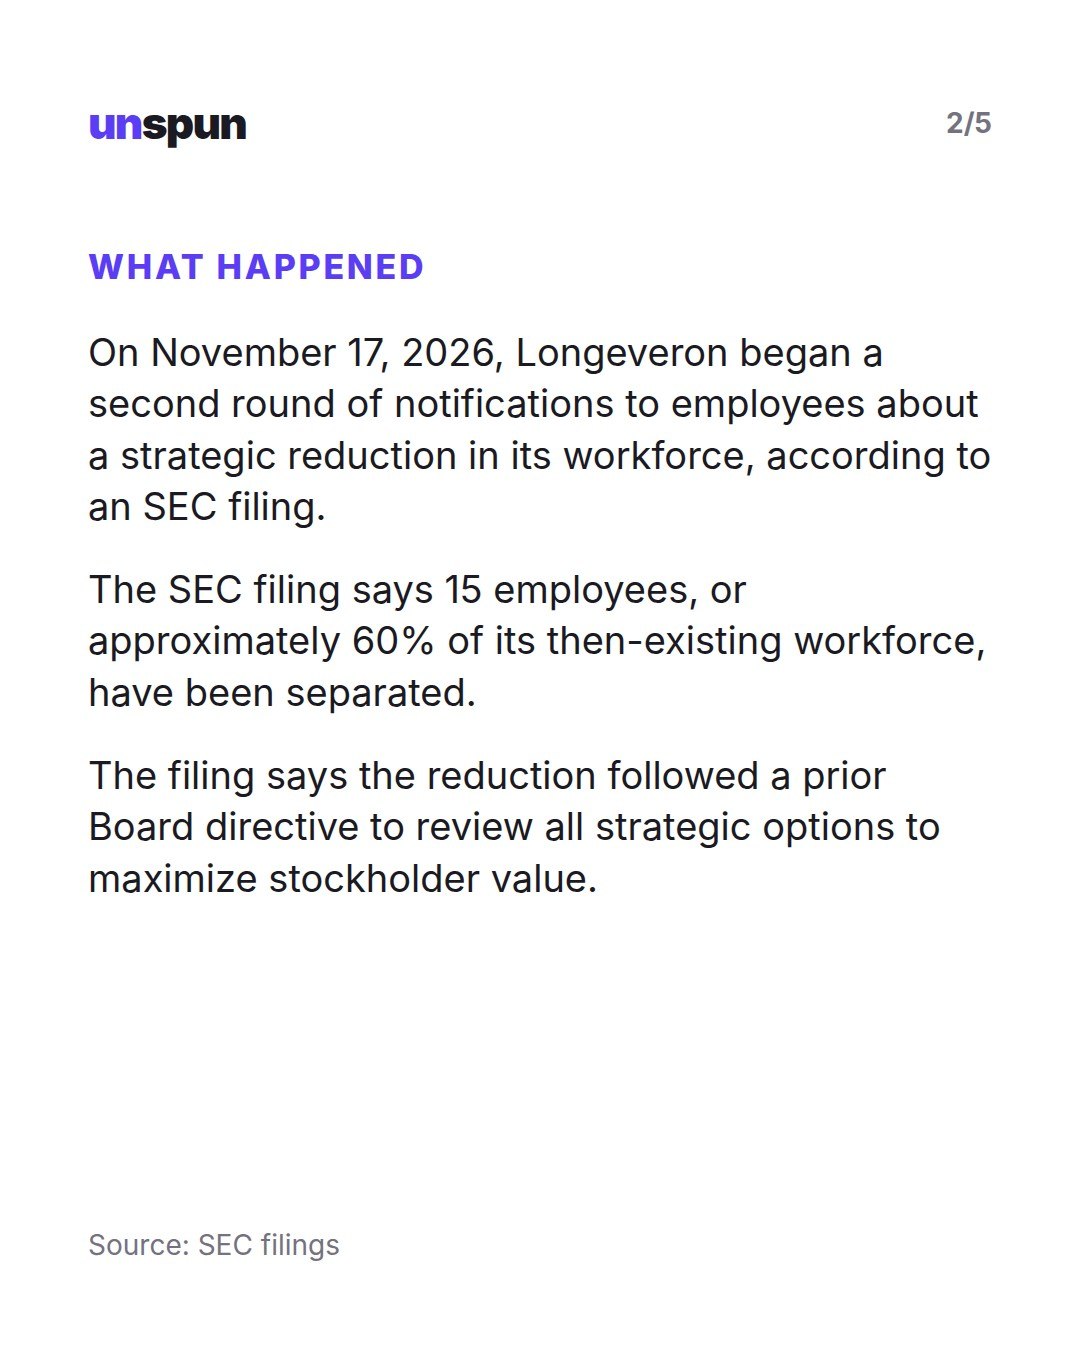 unspun
2/5
WHAT HAPPENED
On November 17, 2026, Longeveron began a
second round of notifications to employees about
a strategic reduction in its workforce, according to
an SEC filing.
The SEC filing says 15 employees, or
approximately 60% of its then-existing workforce,
have been separated.
The filing says the reduction followed a prior
Board directive to review all strategic options to
maximize stockholder value.
Source: SEC filings